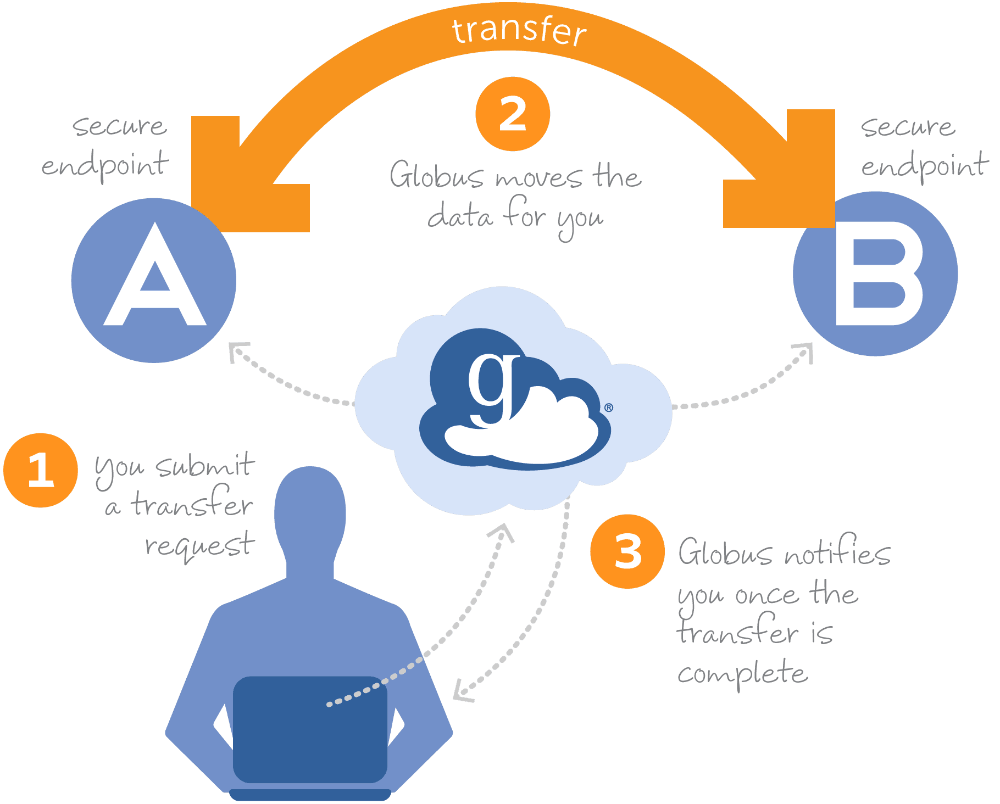 transfer
2
secure
endpoint
secure
endpoint
Globus moves the
data for you
A
B
g
®
1
you submit
a transfer
request
3
Globus notifies
you once the
transfer is
complete